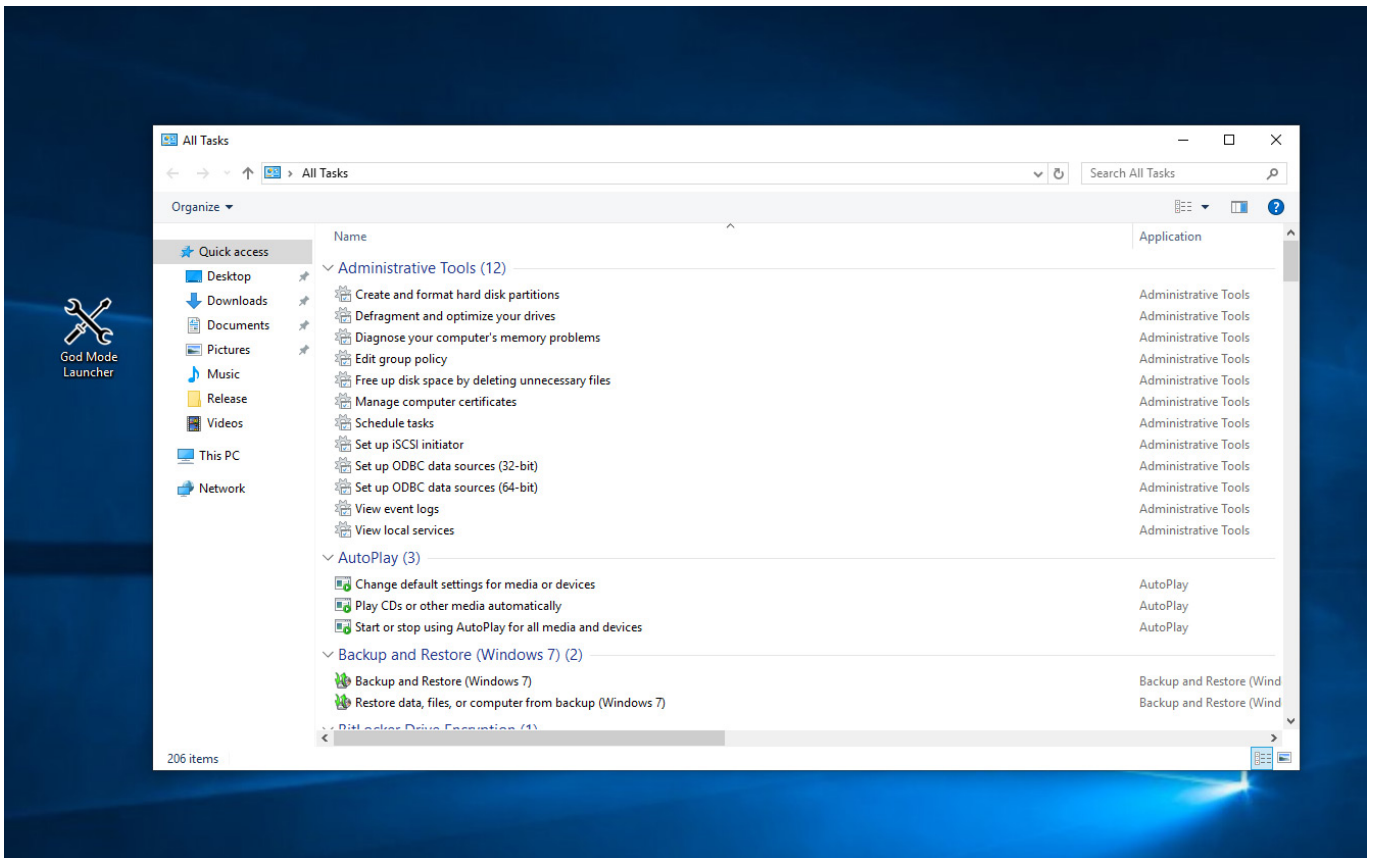 All Tasks
All Tasks
Search All Tasks
Organize
Name
Application
Quick access
Desktop
Downloads
Documents
Pictures
Music
Release
Videos
This PC
Network
God Mode
Launcher
Administrative Tools (12)
Create and format hard disk partitions Administrative Tools
Defragment and optimize your drives Administrative Tools
Diagnose your computer's memory problems Administrative Tools
Edit group policy Administrative Tools
Free up disk space by deleting unnecessary files Administrative Tools
Manage computer certificates Administrative Tools
Schedule tasks Administrative Tools
Set up iSCSI initiator Administrative Tools
Set up ODBC data sources (32-bit) Administrative Tools
Set up ODBC data sources (64-bit) Administrative Tools
View event logs Administrative Tools
View local services Administrative Tools
AutoPlay (3)
Change default settings for media or devices AutoPlay
Play CDs or other media automatically AutoPlay
Start or stop using AutoPlay for all media and devices AutoPlay
Backup and Restore (Windows 7) (2)
Backup and Restore (Windows 7) Backup and Restore (Wind
Restore data, files, or computer from backup (Windows 7) Backup and Restore (Wind
BitLocker Drive Encryption (1)
206 items